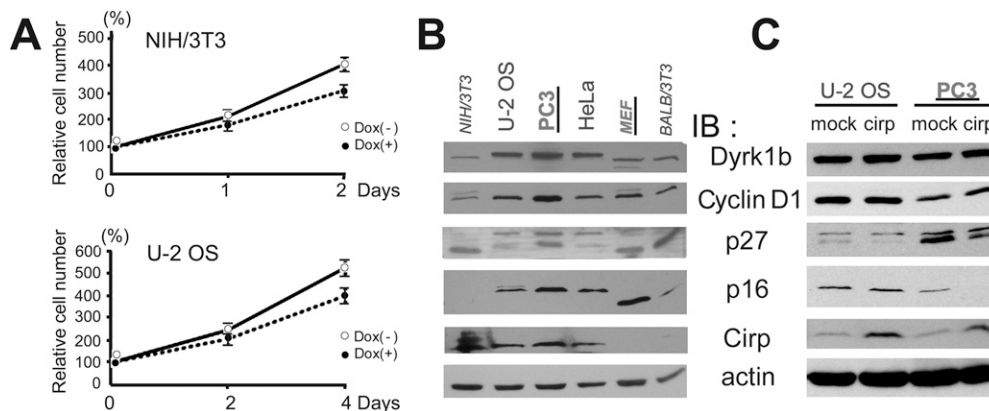 A
(%)
NIH/3T3
Relative cell number
500
400
300
200
100
0
Dox(-)
Dox(+)
0 1 2 Days
(%)
U-2 OS
Relative cell number
600
500
400
300
200
100
0
Dox(-)
Dox(+)
0 2 4 Days
B
NIH/3T3 U-2 OS PC3 HeLa MEF BALB/3T3
C
U-2 OS PC3
IB : mock cirp mock cirp
Dyrk1b
Cyclin D1
p27
p16
Cirp
actin